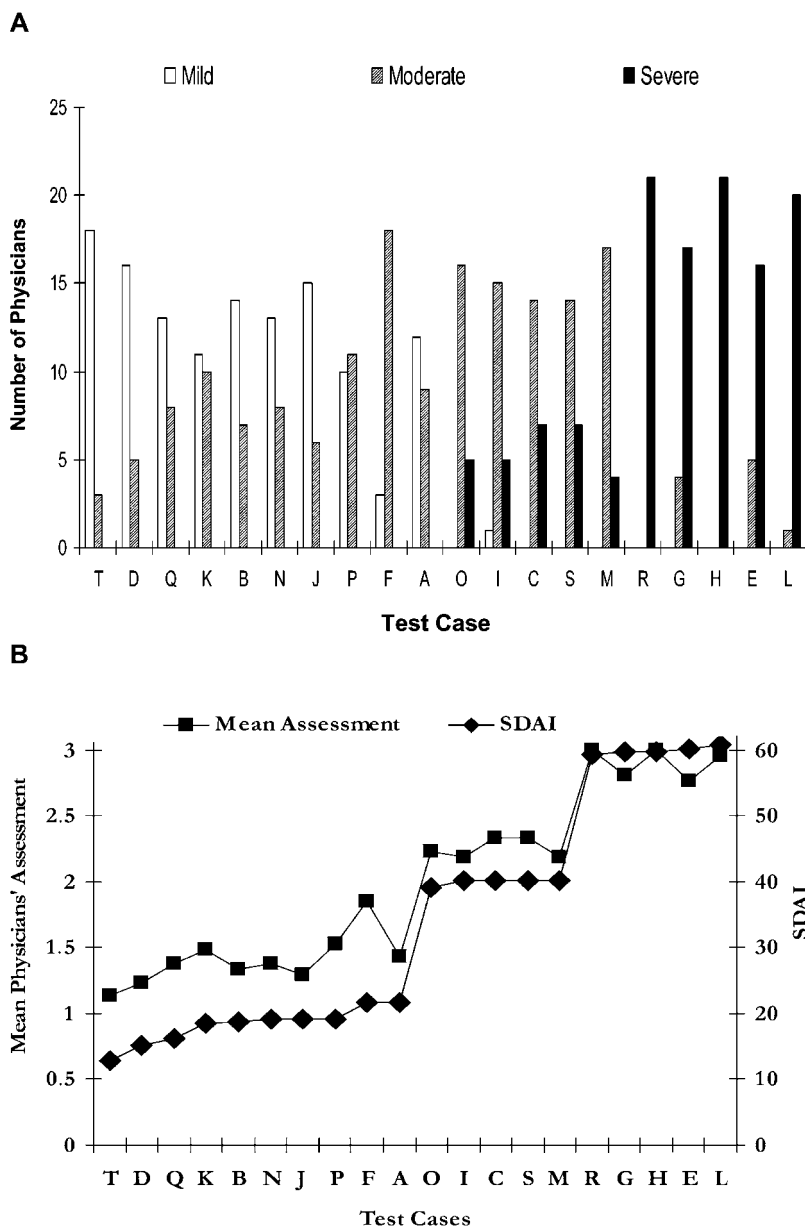 A
Mild Moderate Severe
25
20
15
10
5
0
Number of Physicians
T D Q K B N J P F A O I C S M R G H E L
Test Case
B
Mean Assessment SDAI
3
2.5
2
1.5
1
0.5
0
Mean Physicians' Assessment
60
50
40
30
20
10
0
SDAI
T D Q K B N J P F A O I C S M R G H E L
Test Cases